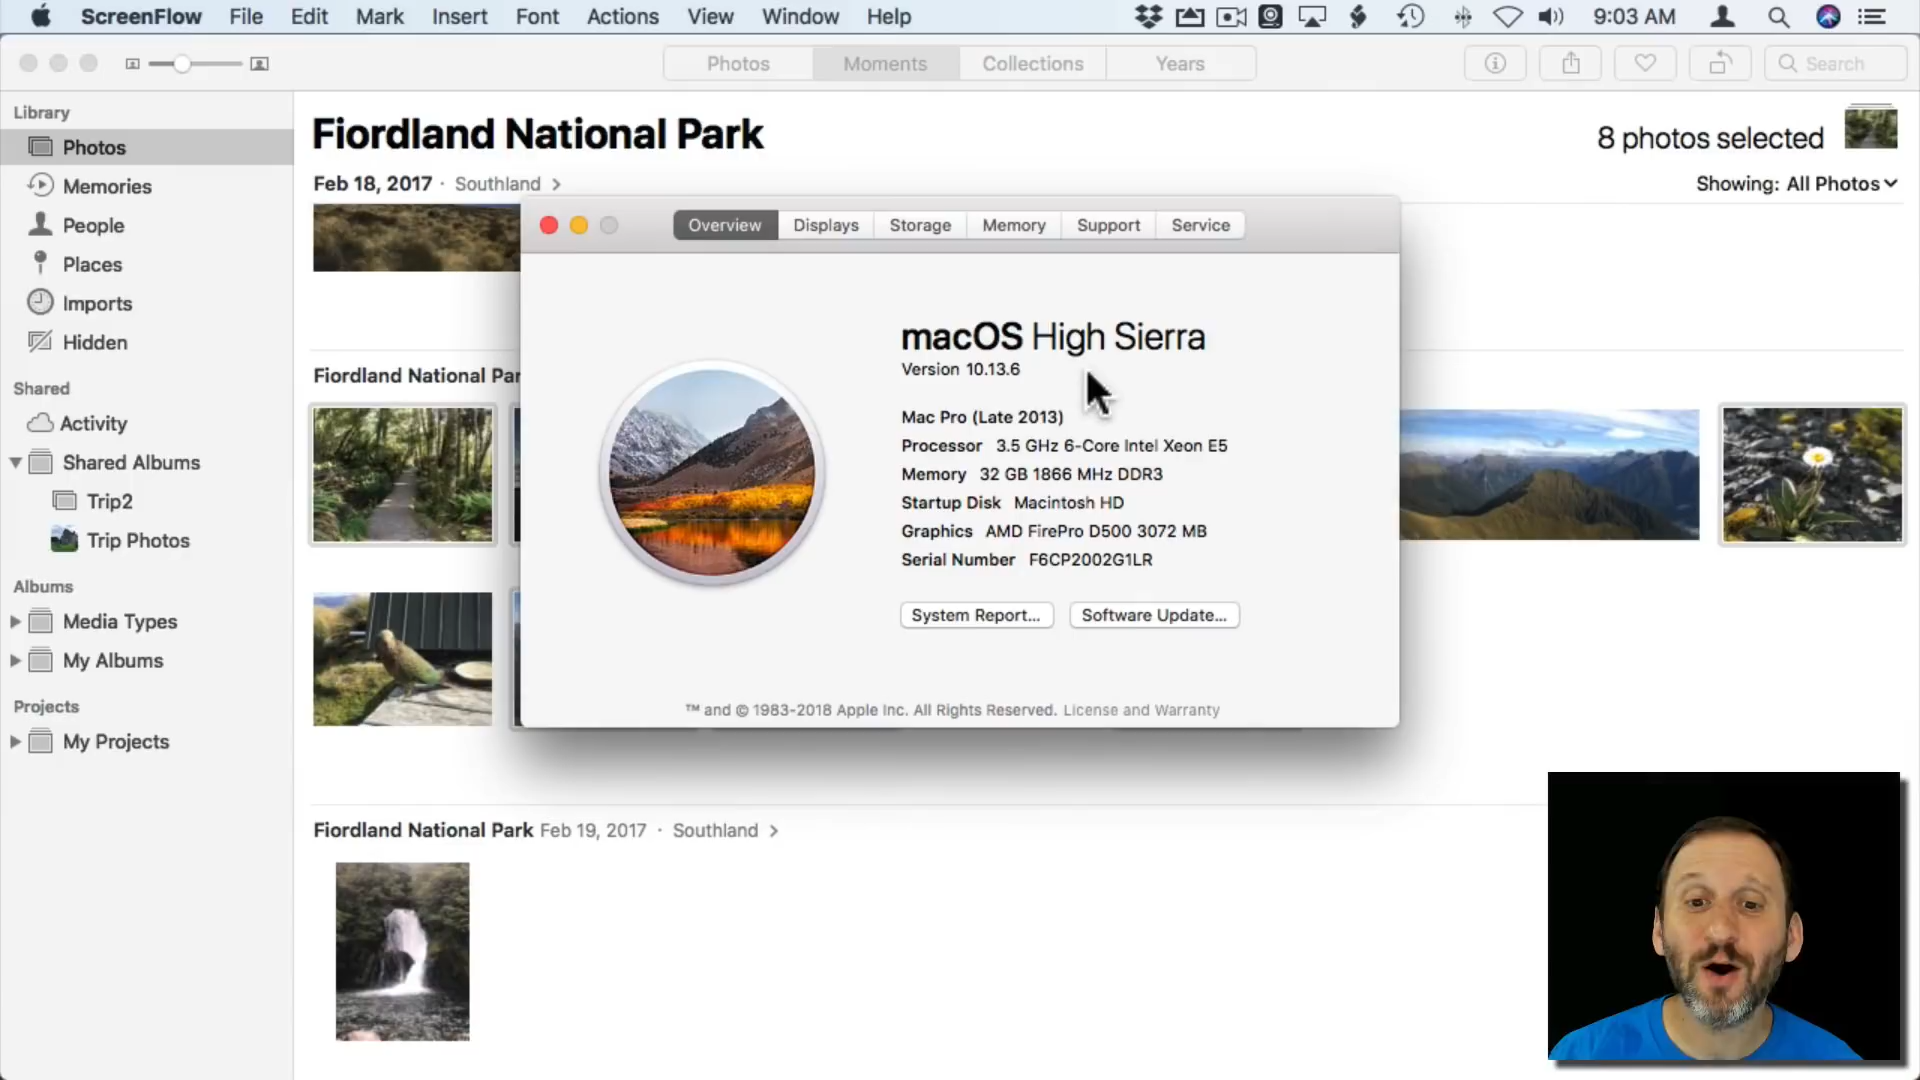 ScreenFlow File Edit Mark Insert Font Actions View Window Help 9:03 AM
Photos Moments Collections Years Search
Library
Photos
Memories
People
Places
Imports
Hidden
Shared
Activity
Shared Albums
Trip2
Trip Photos
Albums
Media Types
My Albums
Projects
My Projects
Fiordland National Park
8 photos selected
Feb 18, 2017 · Southland >
Showing: All Photos
Fiordland National Par
Overview Displays Storage Memory Support Service
macOS High Sierra
Version 10.13.6
Mac Pro (Late 2013)
Processor 3.5 GHz 6-Core Intel Xeon E5
Memory 32 GB 1866 MHz DDR3
Startup Disk Macintosh HD
Graphics AMD FirePro D500 3072 MB
Serial Number F6CP2002G1LR
System Report... Software Update...
™ and © 1983-2018 Apple Inc. All Rights Reserved. License and Warranty
Fiordland National Park Feb 19, 2017 · Southland >